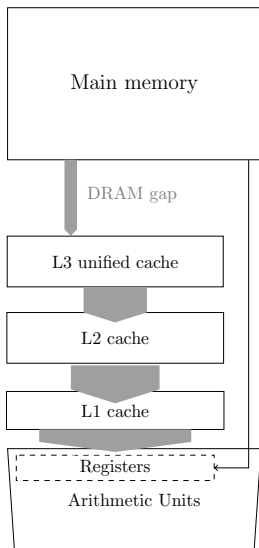 Main memory
DRAM gap
L3 unified cache
L2 cache
L1 cache
Registers
Arithmetic Units